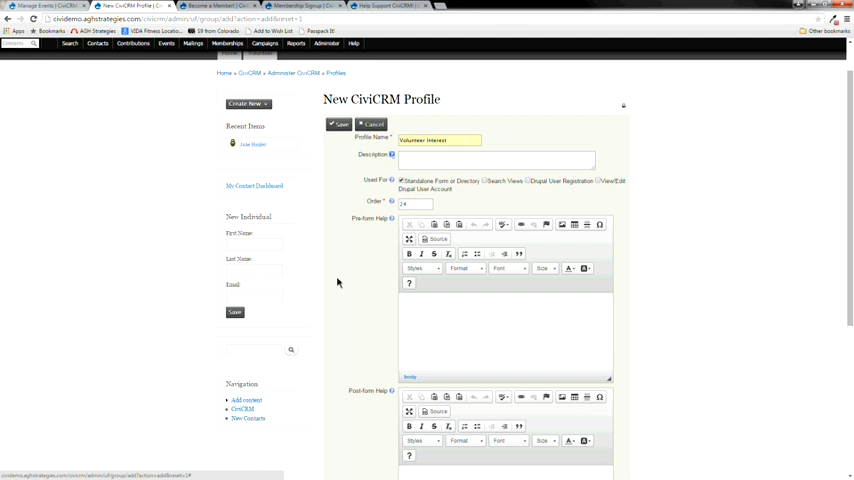 Manage Events | CiviCRM
New CiviCRM Profile |
Become a Member! | Ci
Membership Signup | C
Help Support CiviCRM! |
cividemo.aghstrategies.com/civicrm/admin/uf/group/add?action=add&reset=1
Apps Bookmarks AGH Strategies VIDA Fitness Locatio... S9 from Colorado Add to Wish List Passpack It! Other bookmarks
Contacts Search Contacts Contributions Events Mailings Memberships Campaigns Reports Administer Help
Home » CiviCRM » Administer CiviCRM » Profiles
New CiviCRM Profile
Create New
Save Cancel
Recent Items
Profile Name * Volunteer Interest
Description
My Contact Dashboard
Used For Standalone Form or Directory Search Views Drupal User Registration View/Edit
Drupal User Account
Order * 24
New Individual
Pre-form Help
First Name:
Source
Last Name:
B I S Ix
Styles Format Font Size A A
Email:
?
Save
body
Navigation
Post-form Help
Add content
CiviCRM
Source
New Contacts
B I S Ix
Styles Format Font Size A A
?
cividemo.aghstrategies.com/civicrm/admin/uf/group/add?action=add&reset=1#